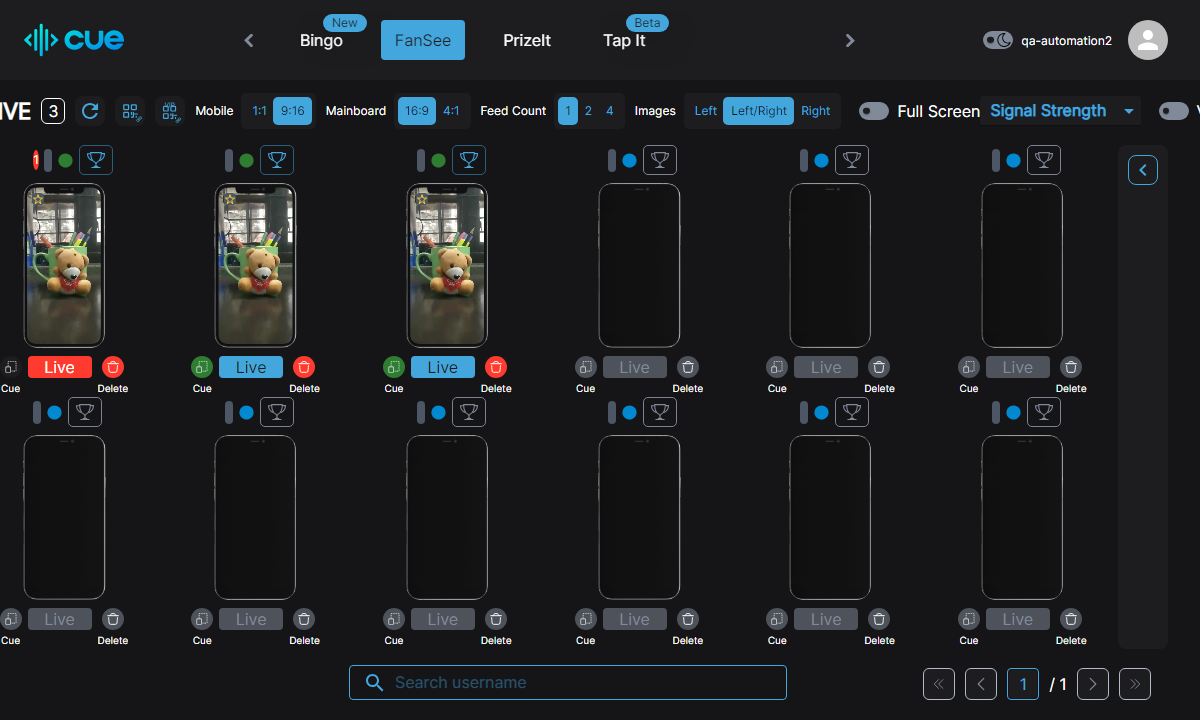 cue
New
Bingo
FanSee
PrizeIt
Beta
Tap It
qa-automation2
IVE 3
Mobile
1:1
9:16
Mainboard
16:9
4:1
Feed Count
1
2
4
Images
Left
Left/Right
Right
Full Screen
Signal Strength
1
Live
Live
Live
Live
Live
Live
Cue
Delete
Cue
Delete
Cue
Delete
Cue
Delete
Cue
Delete
Cue
Delete
Live
Live
Live
Live
Live
Live
Cue
Delete
Cue
Delete
Cue
Delete
Cue
Delete
Cue
Delete
Cue
Delete
Search username
1
/ 1